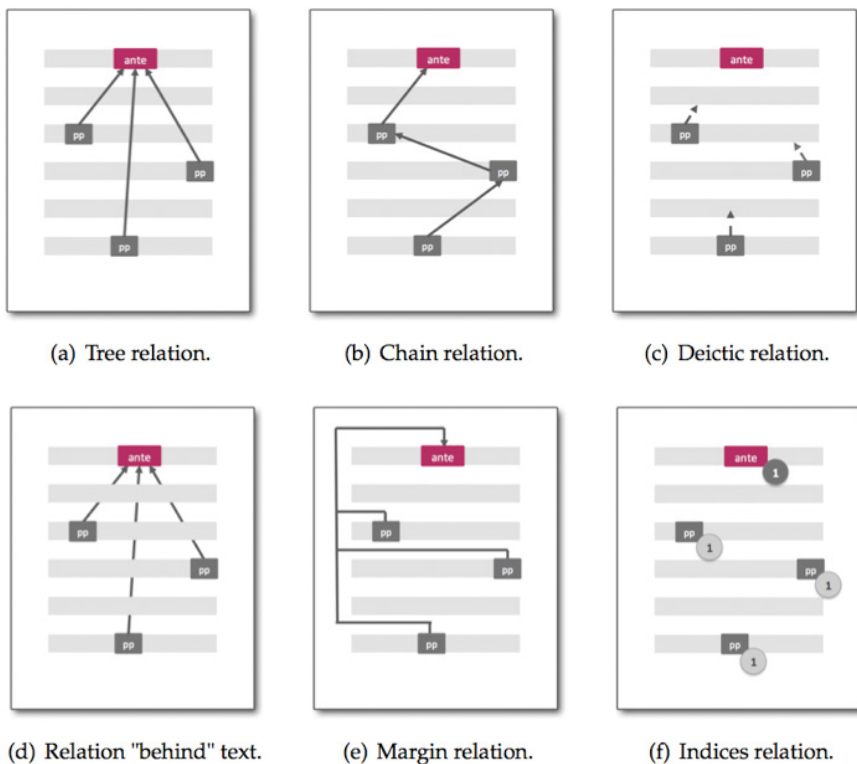 ante
pp
pp
pp
(a) Tree relation.
ante
pp
pp
pp
(b) Chain relation.
ante
pp
pp
pp
(c) Deictic relation.
ante
pp
pp
pp
(d) Relation "behind" text.
ante
pp
pp
pp
(e) Margin relation.
ante
1
pp
1
pp
1
pp
1
(f) Indices relation.